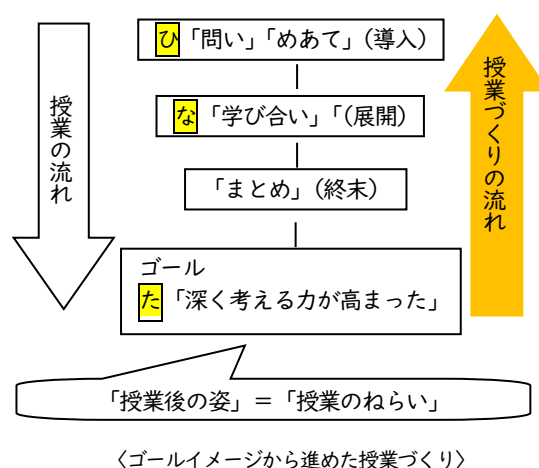 ひ「問い」「めあて」(導入)
な「学び合い」「(展開)
「まとめ」(終末)
ゴール
た「深く考える力が高まった」
授業の流れ
授業づくりの流れ
「授業後の姿」=「授業のねらい」
〈ゴールイメージから進めた授業づくり〉